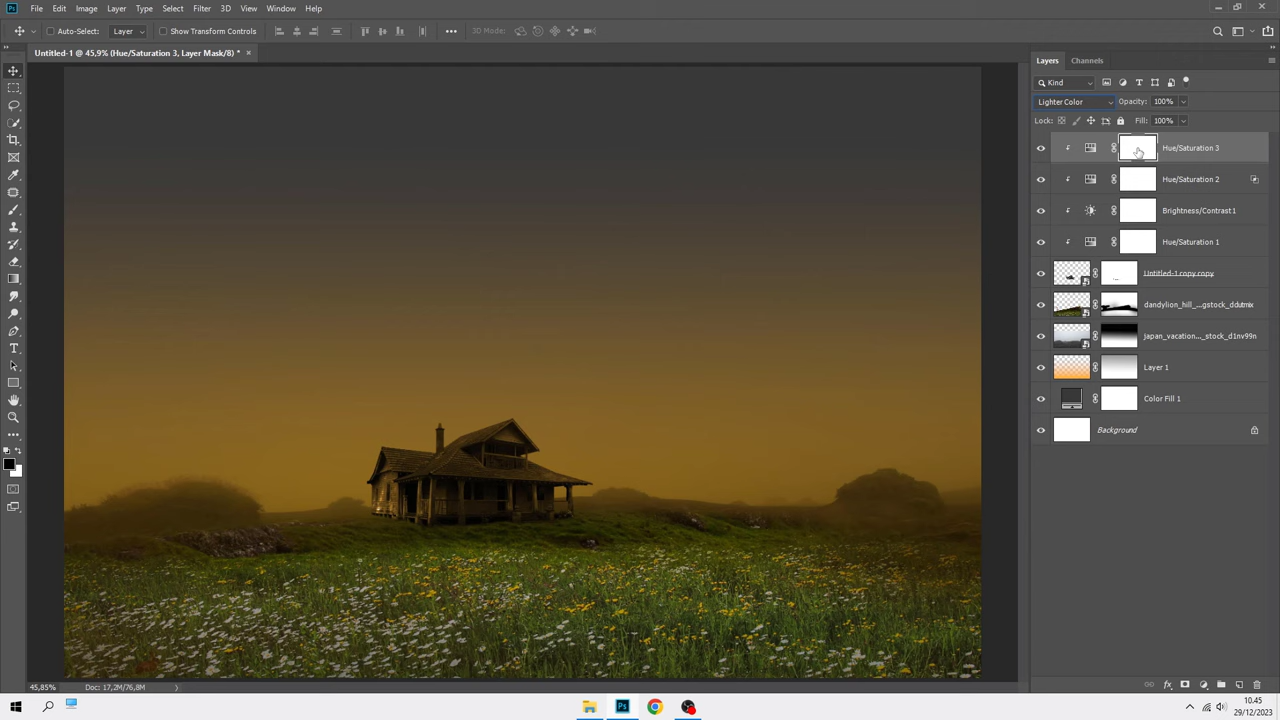 Ps File Edit Image Layer Type Select Filter 3D View Window Help
Auto-Select: Layer Show Transform Controls 3D Mode:
Untitled-1 @ 45,9% (Hue/Saturation 3, Layer Mask/8) *
Layers Channels
Kind
Lighter Color Opacity: 100%
Lock: Fill: 100%
Hue/Saturation 3
Hue/Saturation 2
Brightness/Contrast 1
Hue/Saturation 1
Untitled-1 copy copy
dandylion_hill_...gstock_ddutmix
japan_vacation..._stock_d1nv99n
Layer 1
Color Fill 1
Background
45,85% Doc: 17,2M/76,8M
Ps
10.45
29/12/2023